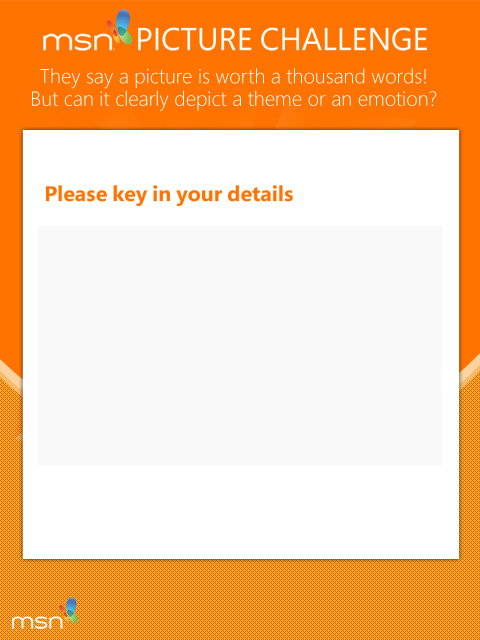 msn PICTURE CHALLENGE
They say a picture is worth a thousand words!
But can it clearly depict a theme or an emotion?
Please key in your details
msn